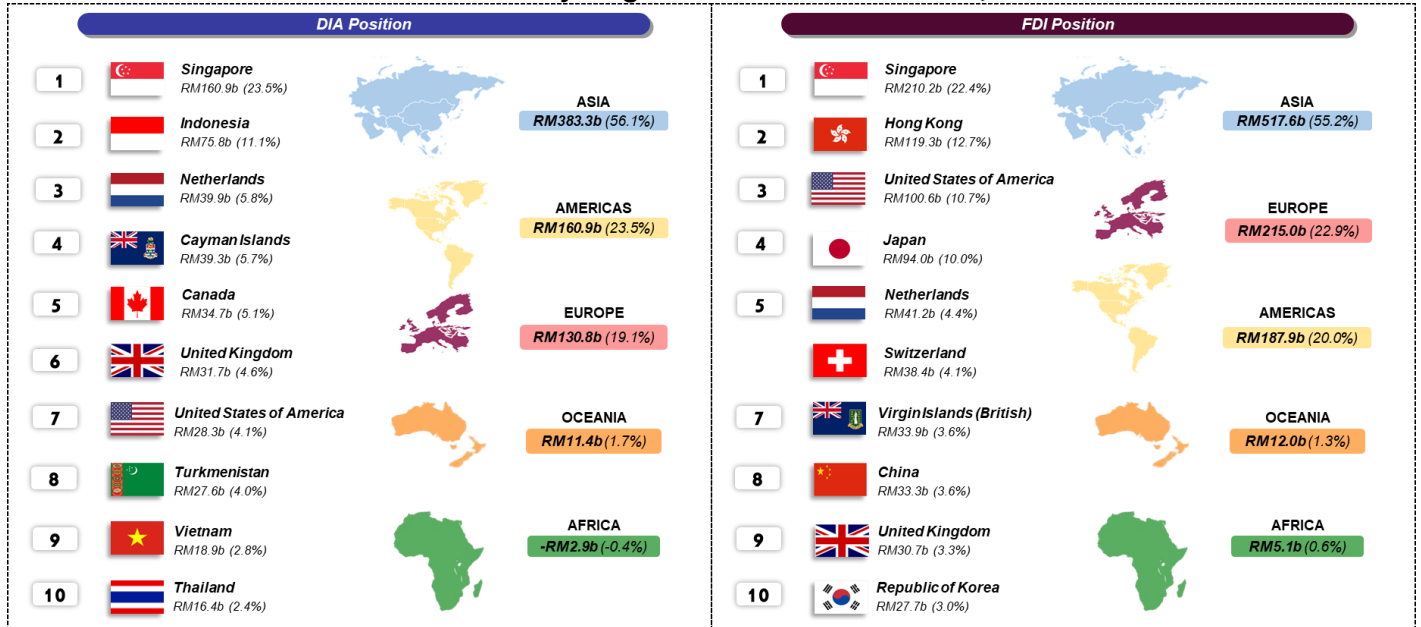 DIA Position
1
Singapore
RM160.9b (23.5%)
2
Indonesia
RM75.8b (11.1%)
3
Netherlands
RM39.9b (5.8%)
4
Cayman Islands
RM39.3b (5.7%)
5
Canada
RM34.7b (5.1%)
6
United Kingdom
RM31.7b (4.6%)
7
United States of America
RM28.3b (4.1%)
8
Turkmenistan
RM27.6b (4.0%)
9
Vietnam
RM18.9b (2.8%)
10
Thailand
RM16.4b (2.4%)
ASIA
RM383.3b (56.1%)
AMERICAS
RM160.9b (23.5%)
EUROPE
RM130.8b (19.1%)
OCEANIA
RM11.4b (1.7%)
AFRICA
-RM2.9b (-0.4%)
FDI Position
1
Singapore
RM210.2b (22.4%)
2
Hong Kong
RM119.3b (12.7%)
3
United States of America
RM100.6b (10.7%)
4
Japan
RM94.0b (10.0%)
5
Netherlands
RM41.2b (4.4%)
Switzerland
RM38.4b (4.1%)
7
Virgin Islands (British)
RM33.9b (3.6%)
8
China
RM33.3b (3.6%)
9
United Kingdom
RM30.7b (3.3%)
10
Republic of Korea
RM27.7b (3.0%)
ASIA
RM517.6b (55.2%)
EUROPE
RM215.0b (22.9%)
AMERICAS
RM187.9b (20.0%)
OCEANIA
RM12.0b (1.3%)
AFRICA
RM5.1b (0.6%)